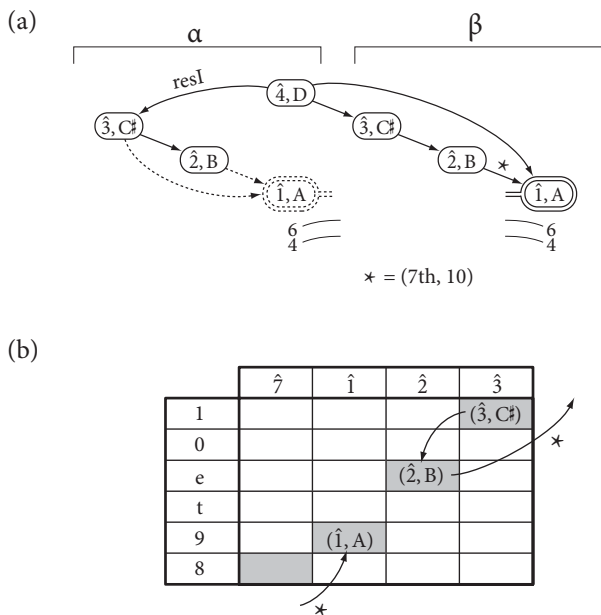 (a)
α β
resI
4̂, D
3̂, C♯ 3̂, C♯
2̂, B 2̂, B ⋆
1̂, A 1̂, A
6 6
4 4
⋆ = (7th, 10)
(b)
7̂ 1̂ 2̂ 3̂
1 (3̂, C♯)
0 ⋆
e (2̂, B)
t
9 (1̂, A)
8
⋆